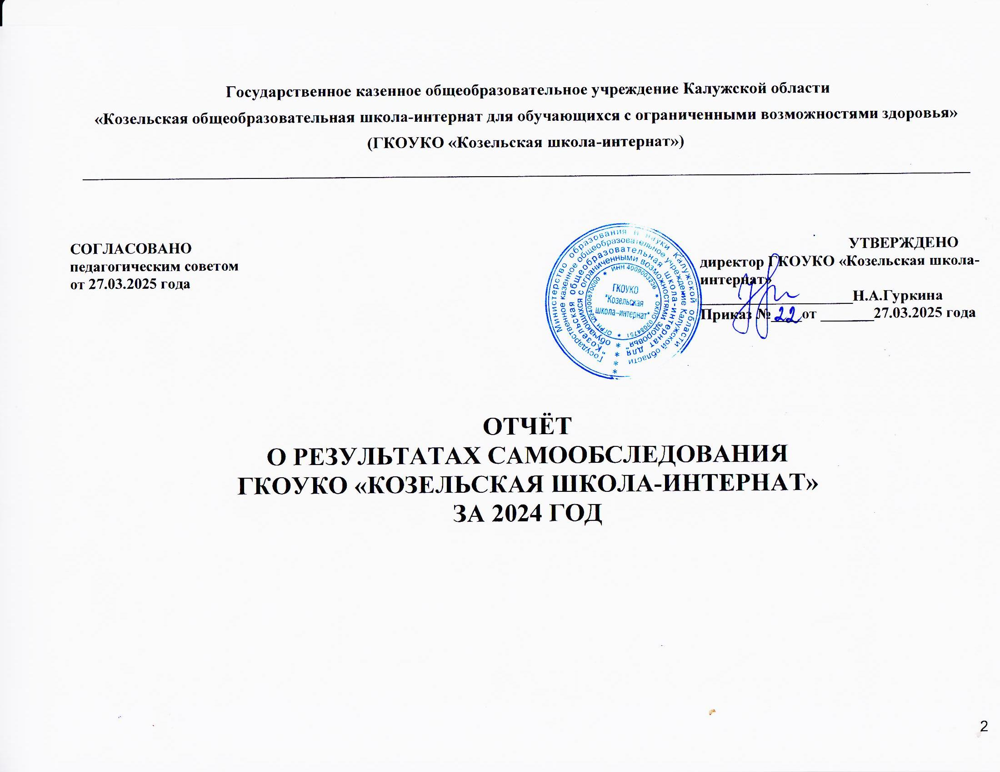 Государственное казенное общеобразовательное учреждение Калужской области
«Козельская общеобразовательная школа-интернат для обучающихся с ограниченными возможностями здоровья»
(ГКОУКО «Козельская школа-интернат»)
СОГЛАСОВАНО
педагогическим советом
от 27.03.2025 года
Министерство образования и науки Калужской области
Государственное казенное общеобразовательное учреждение Калужской области
"Козельская общеобразовательная школа-интернат для
обучающихся с ограниченными возможностями здоровья"
ОГРН 1024000670000 * ИНН 4009003236 * ОКПО 02084751
ГКОУКО
"Козельская
школа-интернат"
УТВЕРЖДЕНО
директор ГКОУКО «Козельская школа-
интернат»
____________________Н.А.Гуркина
Приказ № 22 от _______27.03.2025 года
ОТЧЁТ
О РЕЗУЛЬТАТАХ САМООБСЛЕДОВАНИЯ
ГКОУКО «КОЗЕЛЬСКАЯ ШКОЛА-ИНТЕРНАТ»
ЗА 2024 ГОД
2